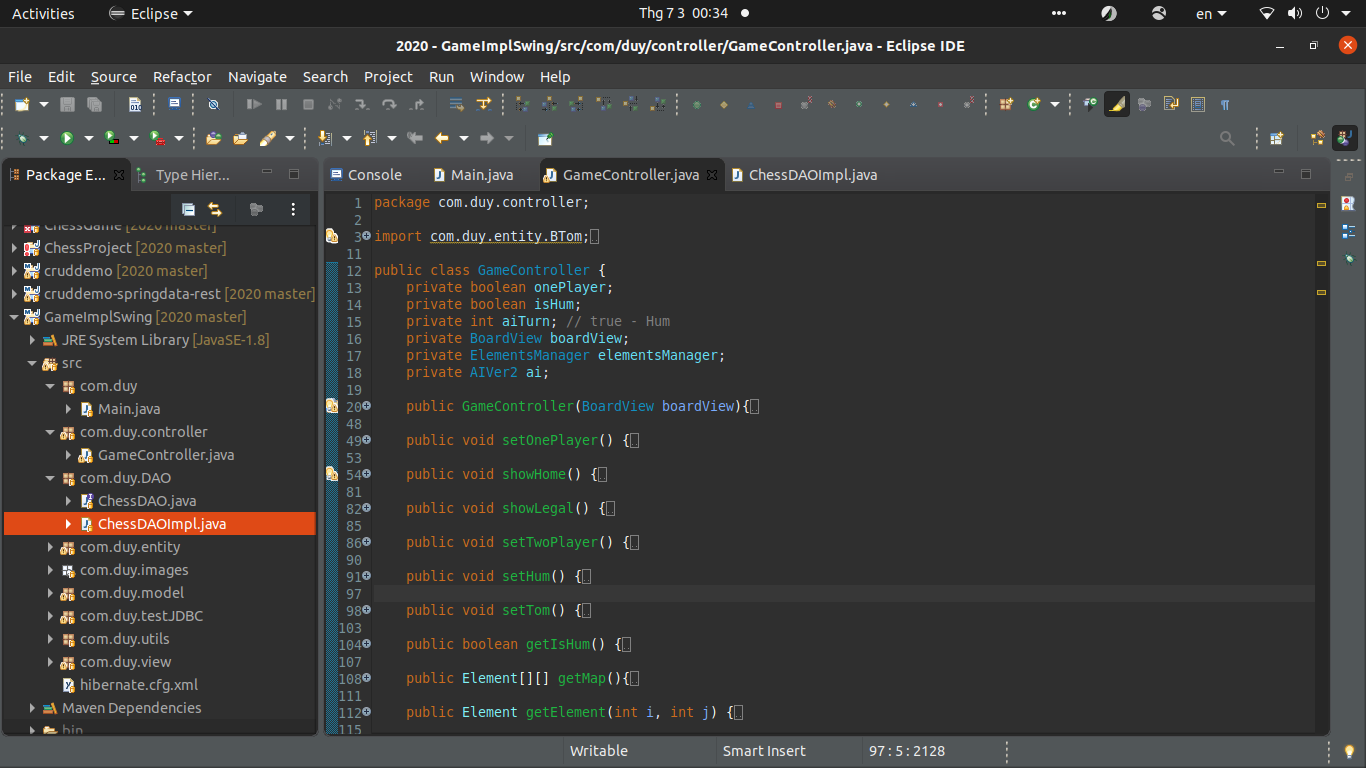 Activities
Eclipse
Thg 7 3 00:34
en
2020 - GameImplSwing/src/com/duy/controller/GameController.java - Eclipse IDE
File Edit Source Refactor Navigate Search Project Run Window Help
Package E...
Type Hier...
ChessGame [2020 master]
ChessProject [2020 master]
cruddemo [2020 master]
cruddemo-springdata-rest [2020 master]
GameImplSwing [2020 master]
JRE System Library [JavaSE-1.8]
src
com.duy
Main.java
com.duy.controller
GameController.java
com.duy.DAO
ChessDAO.java
ChessDAOImpl.java
com.duy.entity
com.duy.images
com.duy.model
com.duy.testJDBC
com.duy.utils
com.duy.view
hibernate.cfg.xml
Maven Dependencies
bin
Console
Main.java
GameController.java
ChessDAOImpl.java
1 package com.duy.controller;
2
3 import com.duy.entity.BTom;
11
12 public class GameController {
13 private boolean onePlayer;
14 private boolean isHum;
15 private int aiTurn; // true - Hum
16 private BoardView boardView;
17 private ElementsManager elementsManager;
18 private AIVer2 ai;
19
20 public GameController(BoardView boardView){
48
49 public void setOnePlayer() {
53
54 public void showHome() {
81
82 public void showLegal() {
85
86 public void setTwoPlayer() {
90
91 public void setHum() {
97
98 public void setTom() {
103
104 public boolean getIsHum() {
107
108 public Element[][] getMap(){
111
112 public Element getElement(int i, int j) {
115
Writable
Smart Insert
97 : 5 : 2128